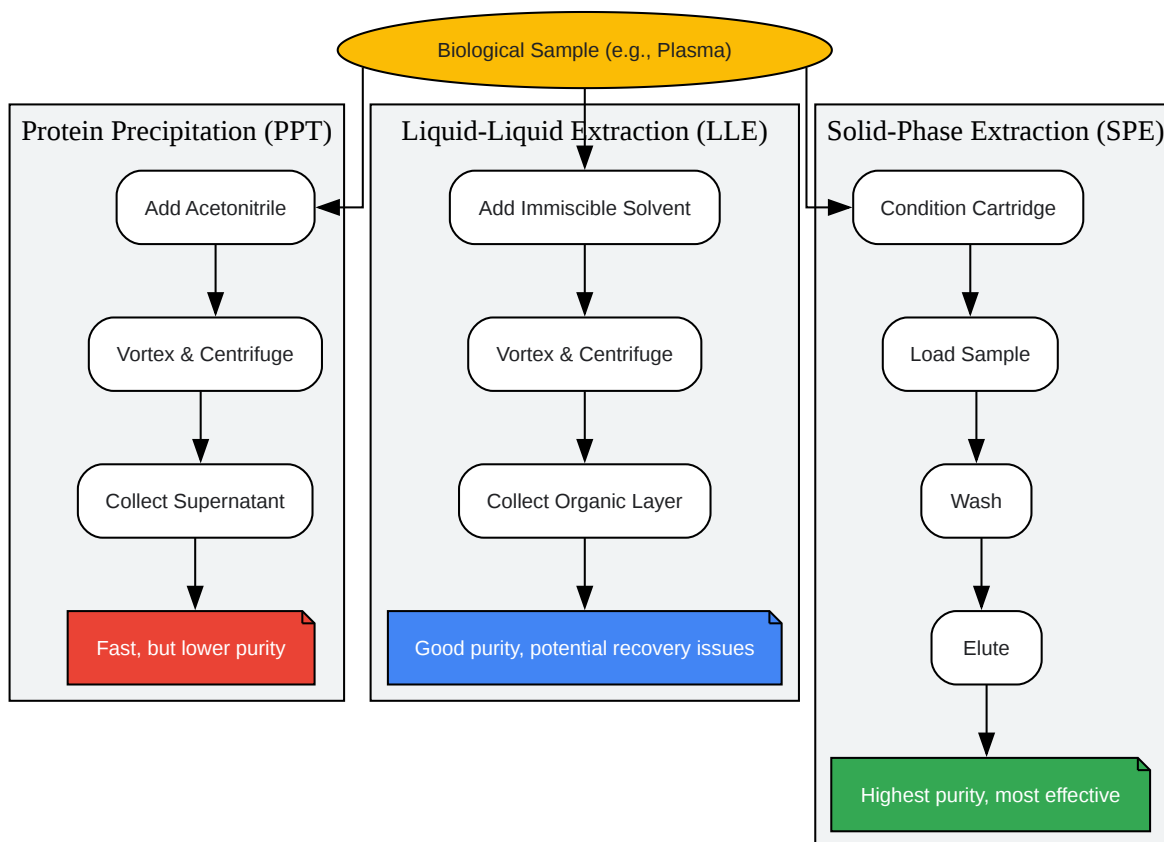 Biological Sample (e.g., Plasma)
Protein Precipitation (PPT)
Add Acetonitrile
Vortex & Centrifuge
Collect Supernatant
Fast, but lower purity
Liquid-Liquid Extraction (LLE)
Add Immiscible Solvent
Vortex & Centrifuge
Collect Organic Layer
Good purity, potential recovery issues
Solid-Phase Extraction (SPE)
Condition Cartridge
Load Sample
Wash
Elute
Highest purity, most effective